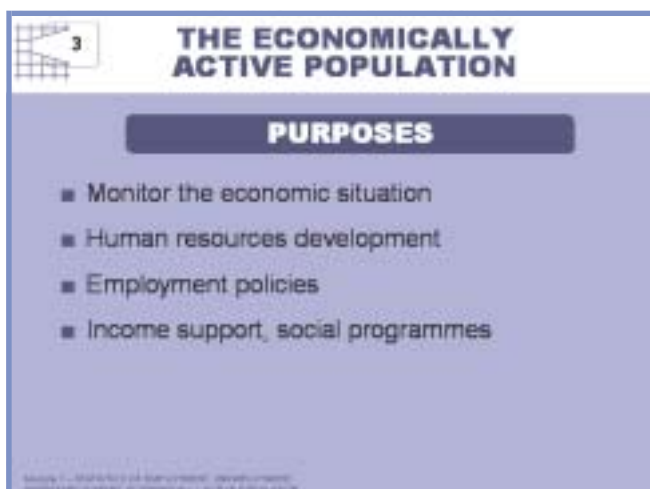 3
THE ECONOMICALLY
ACTIVE POPULATION
PURPOSES
Monitor the economic situation
Human resources development
Employment policies
Income support, social programmes